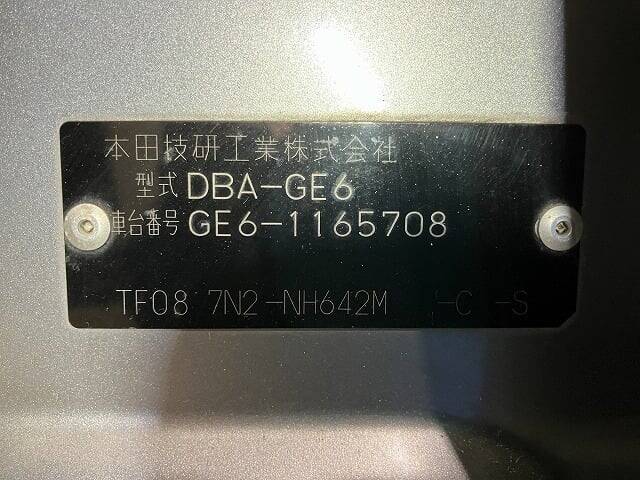 本田技研工業株式会社
型式 DBA-GE6
車台番号 GE6-1165708
TF08 7N2-NH642M -C -S